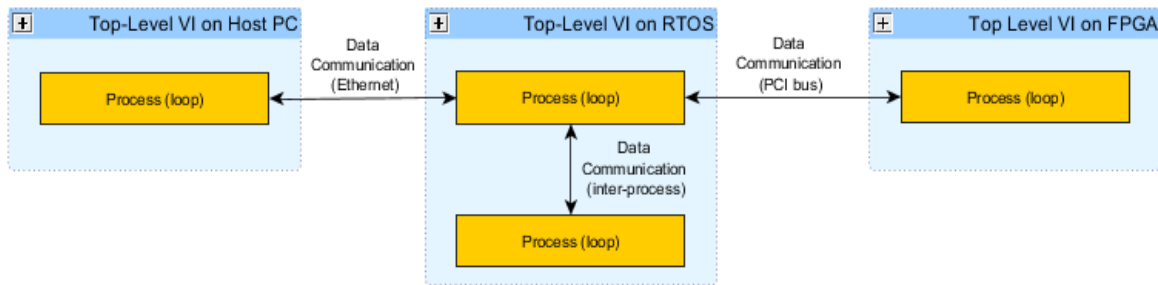 Top-Level VI on Host PC
Process (loop)
Data
Communication
(Ethernet)
Top-Level VI on RTOS
Process (loop)
Data
Communication
(inter-process)
Process (loop)
Data
Communication
(PCI bus)
Top Level VI on FPGA
Process (loop)